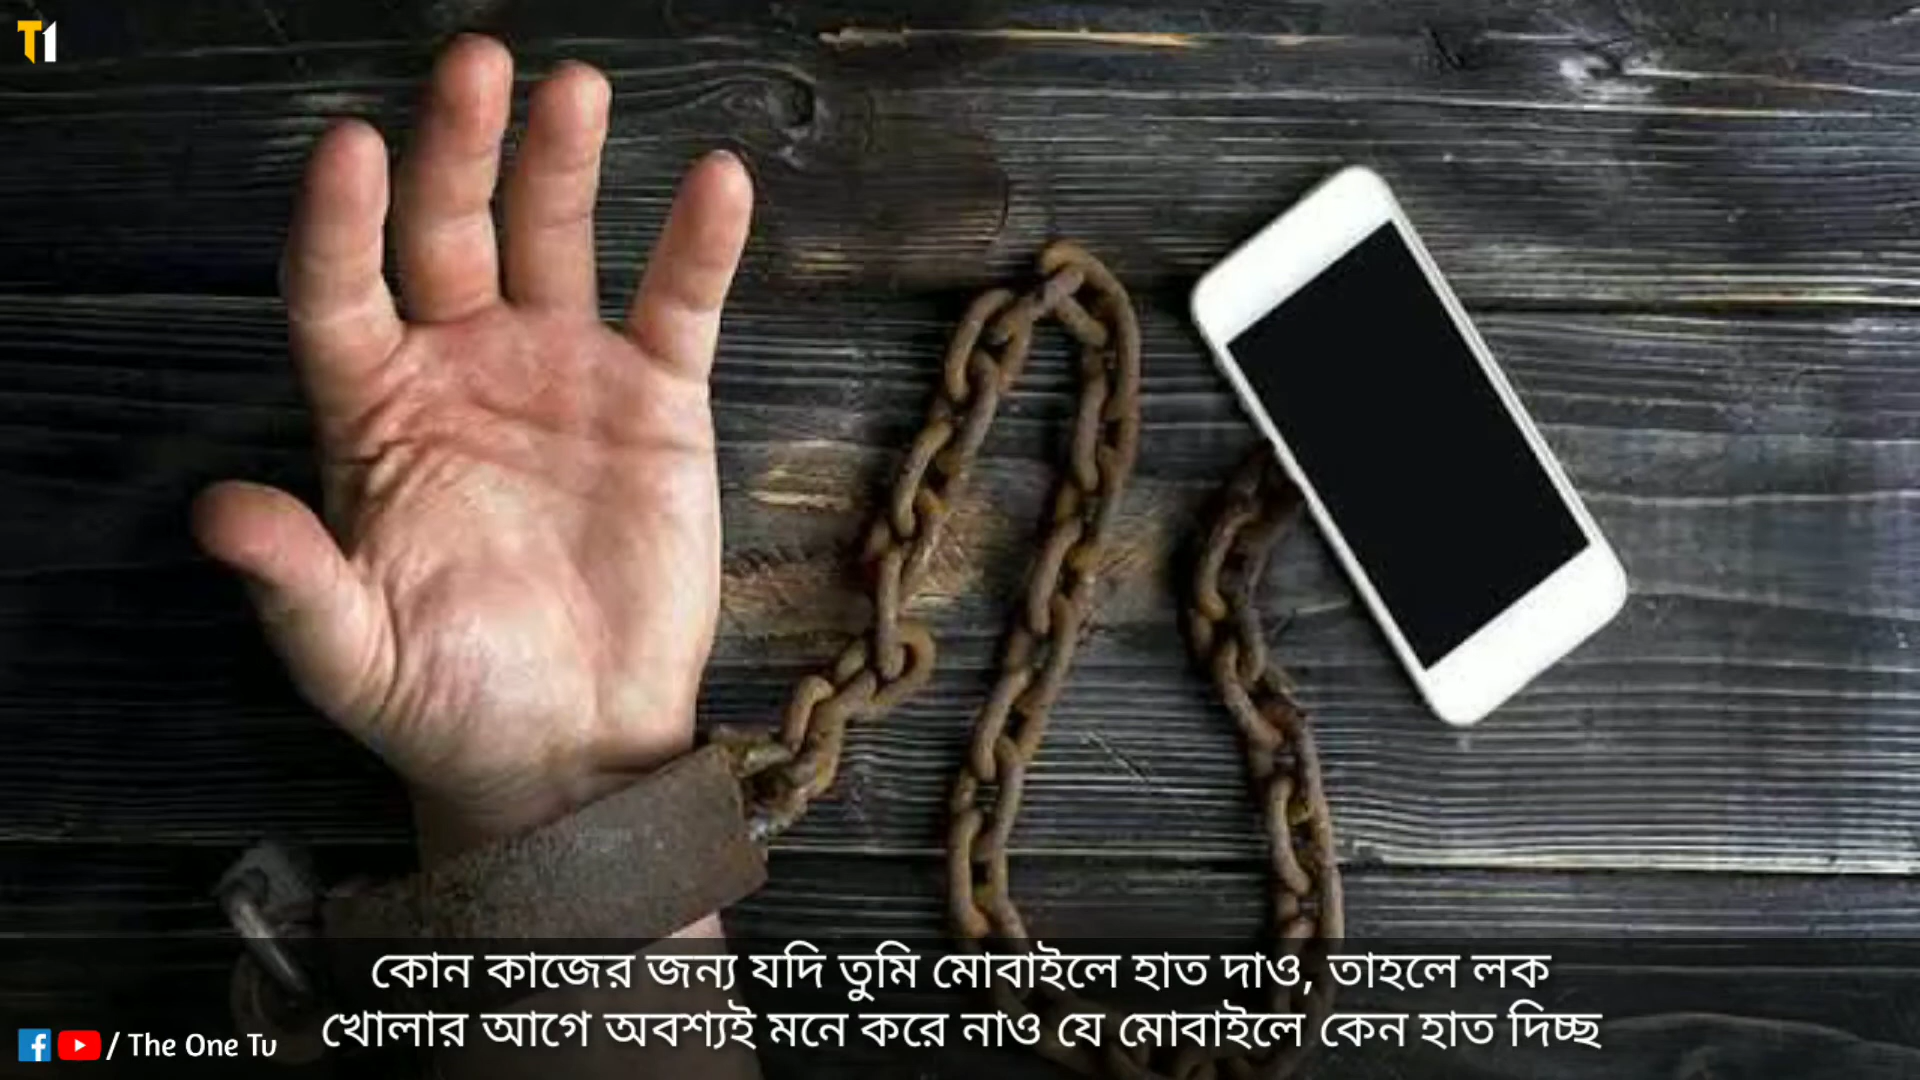 T1
কোন কাজের জন্য যদি তুমি মোবাইলে হাত দাও, তাহলে লক
খোলার আগে অবশ্যই মনে করে নাও যে মোবাইলে কেন হাত দিচ্ছ
/ The One Tv